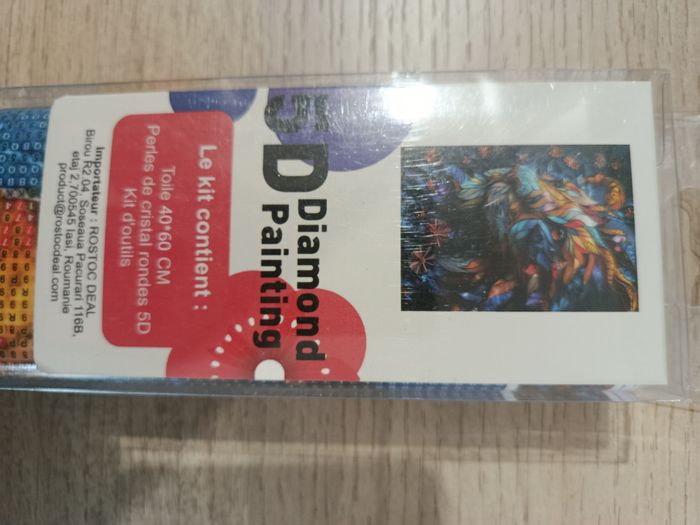 5D Diamond
Painting
Le kit contient :
Toile 40*60 CM
Perles de cristal rondes 5D
Kit d'outils
Importateur : ROSTOC DEAL
Birou R2.04, Soseaua Pacurari 116B,
etaj 2,700545 Iasi, Roumanie
product@rostocdeal.com